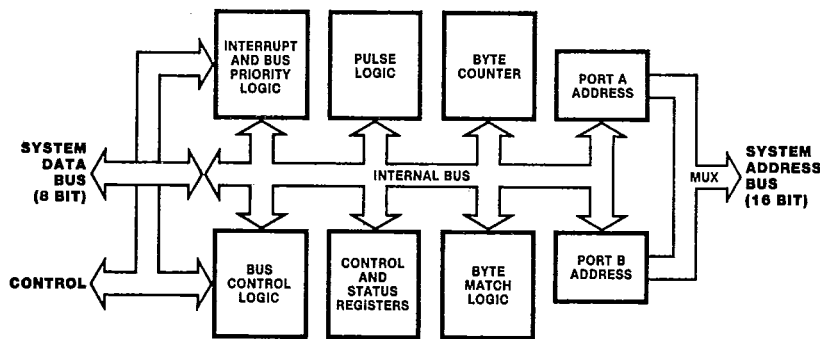 INTERRUPT
AND BUS
PRIORITY
LOGIC
PULSE
LOGIC
BYTE
COUNTER
PORT A
ADDRESS
SYSTEM
DATA
BUS
(8 BIT)
INTERNAL BUS
MUX
SYSTEM
ADDRESS
BUS
(16 BIT)
CONTROL
BUS
CONTROL
LOGIC
CONTROL
AND
STATUS
REGISTERS
BYTE
MATCH
LOGIC
PORT B
ADDRESS